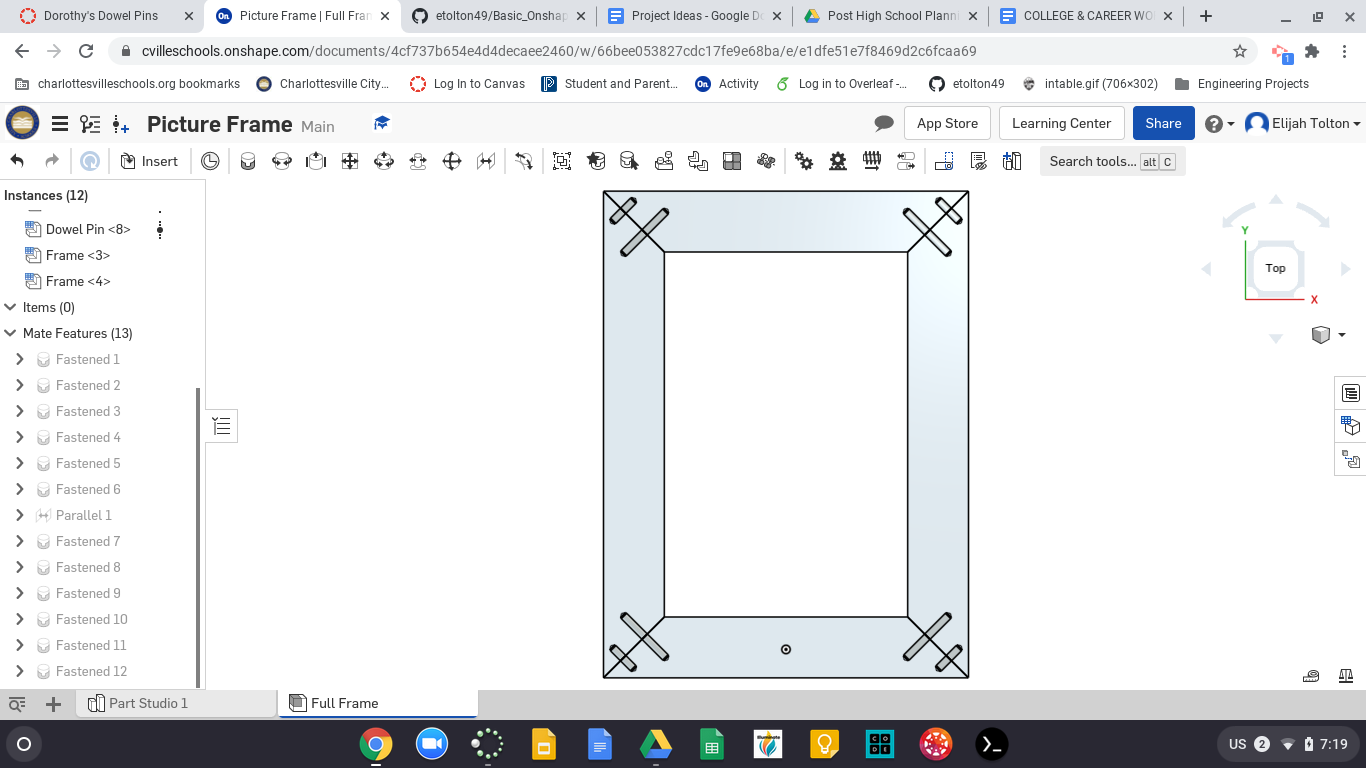 Dorothy's Dowel Pins
Picture Frame | Full Fran
etolton49/Basic_Onshap
Project Ideas - Google D
Post High School Planni
COLLEGE & CAREER WO
cvilleschools.onshape.com/documents/4cf737b654e4d4decaee2460/w/66bee053827cdc17fe9e68ba/e/e1dfe51e7f8469d2c6fcaa69
1
charlottesvilleschools.org bookmarks
Charlottesville City...
Log In to Canvas
Student and Parent...
On
Activity
Log in to Overleaf -...
etolton49
intable.gif (706×302)
Engineering Projects
Picture Frame Main
App Store
Learning Center
Share
Elijah Tolton
Insert
Search tools... alt C
Instances (12)
Dowel Pin <8>
Frame <3>
Frame <4>
Items (0)
Mate Features (13)
Fastened 1
Fastened 2
Fastened 3
Fastened 4
Fastened 5
Fastened 6
Parallel 1
Fastened 7
Fastened 8
Fastened 9
Fastened 10
Fastened 11
Fastened 12
Y
Top
X
Part Studio 1
Full Frame
CODE
US 2 7:19